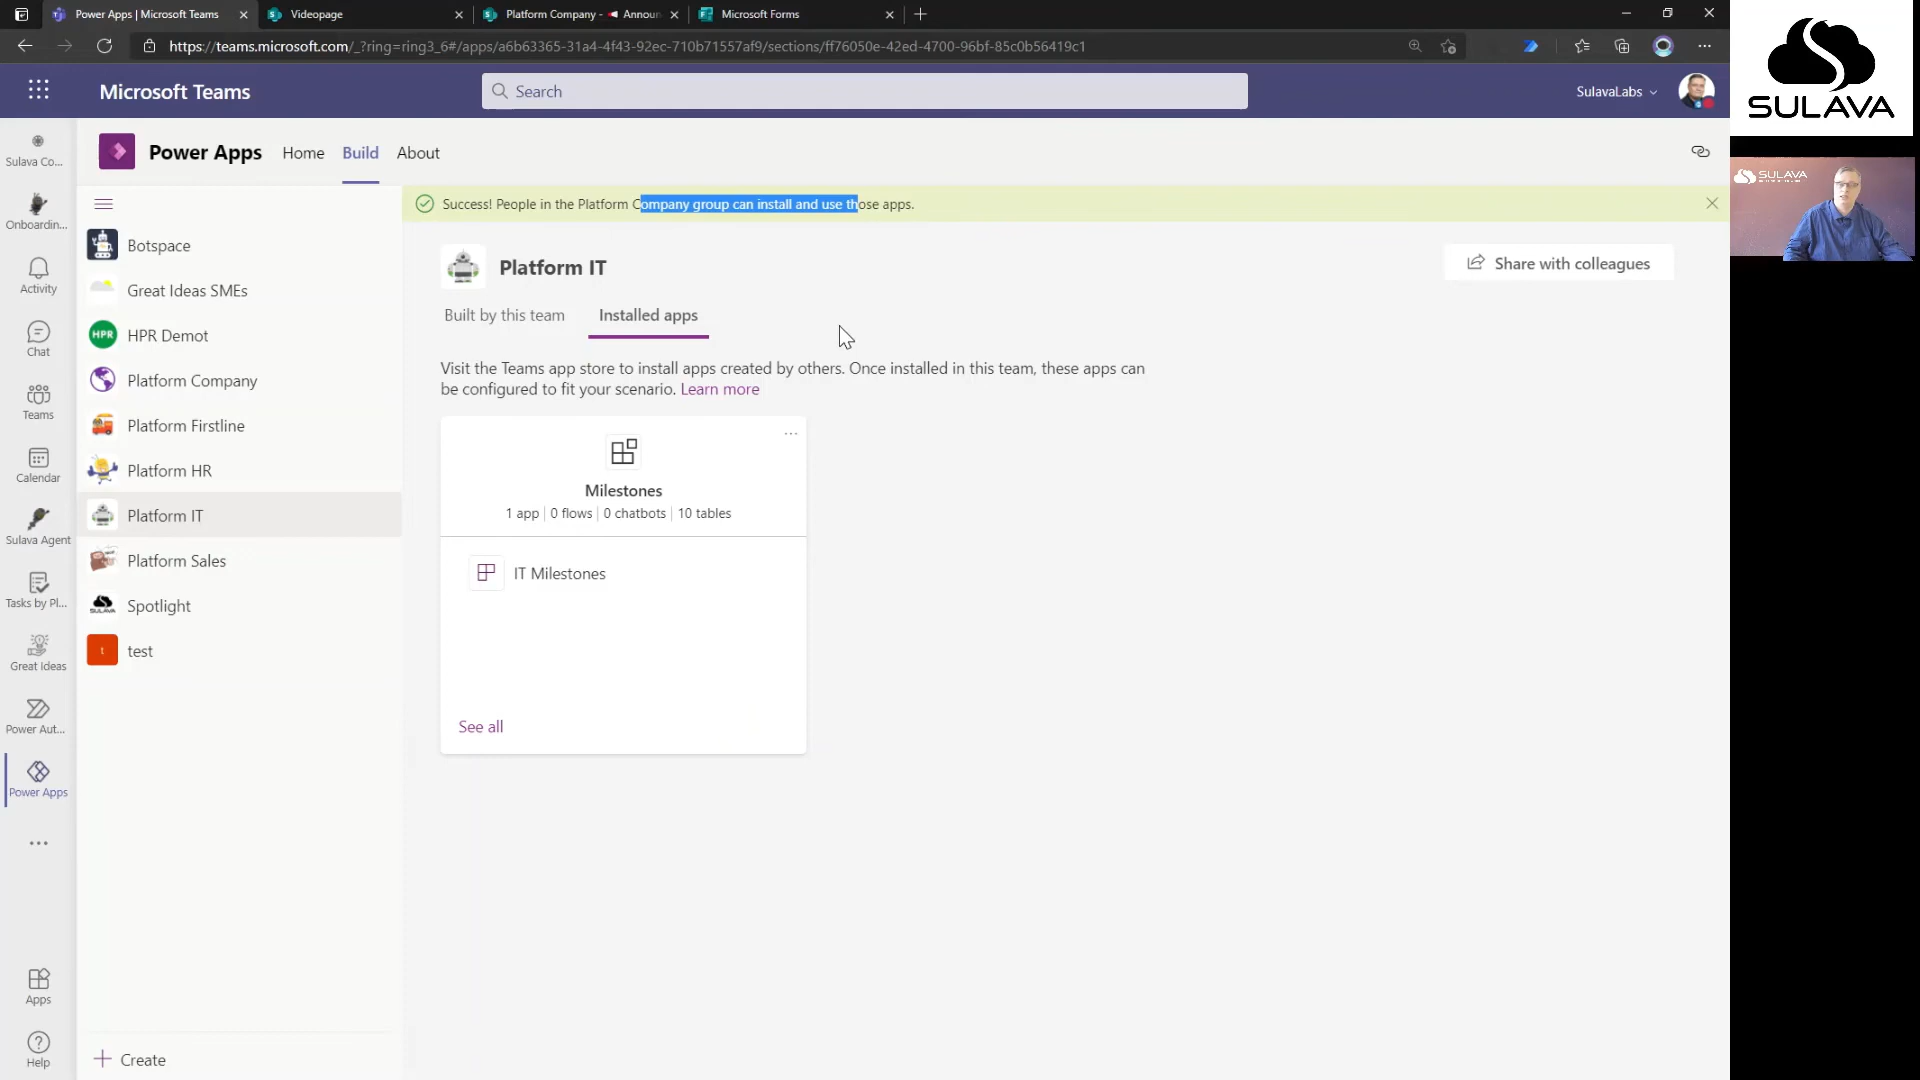 Power Apps | Microsoft Teams
Videopage
Platform Company - Announ
Microsoft Forms
https://teams.microsoft.com/_?ring=ring3_6#/apps/a6b63365-31a4-4f43-92ec-710b71557af9/sections/ff76050e-42ed-4700-96bf-85c0b56419c1
SULAVA
Microsoft Teams
Search
SulavaLabs
Sulava Co...
Onboardin...
Activity
Chat
Teams
Calendar
Sulava Agent
Tasks by Pl...
Great Ideas
Power Aut...
Power Apps
Apps
Help
Power Apps
Home
Build
About
Botspace
Great Ideas SMEs
HPR
HPR Demot
Platform Company
Platform Firstline
Platform HR
Platform IT
Platform Sales
SULAVA
Spotlight
t
test
Create
Success! People in the Platform Company group can install and use those apps.
Platform IT
Share with colleagues
Built by this team
Installed apps
Visit the Teams app store to install apps created by others. Once installed in this team, these apps can
be configured to fit your scenario. Learn more
Milestones
1 app | 0 flows | 0 chatbots | 10 tables
IT Milestones
See all
SULAVA